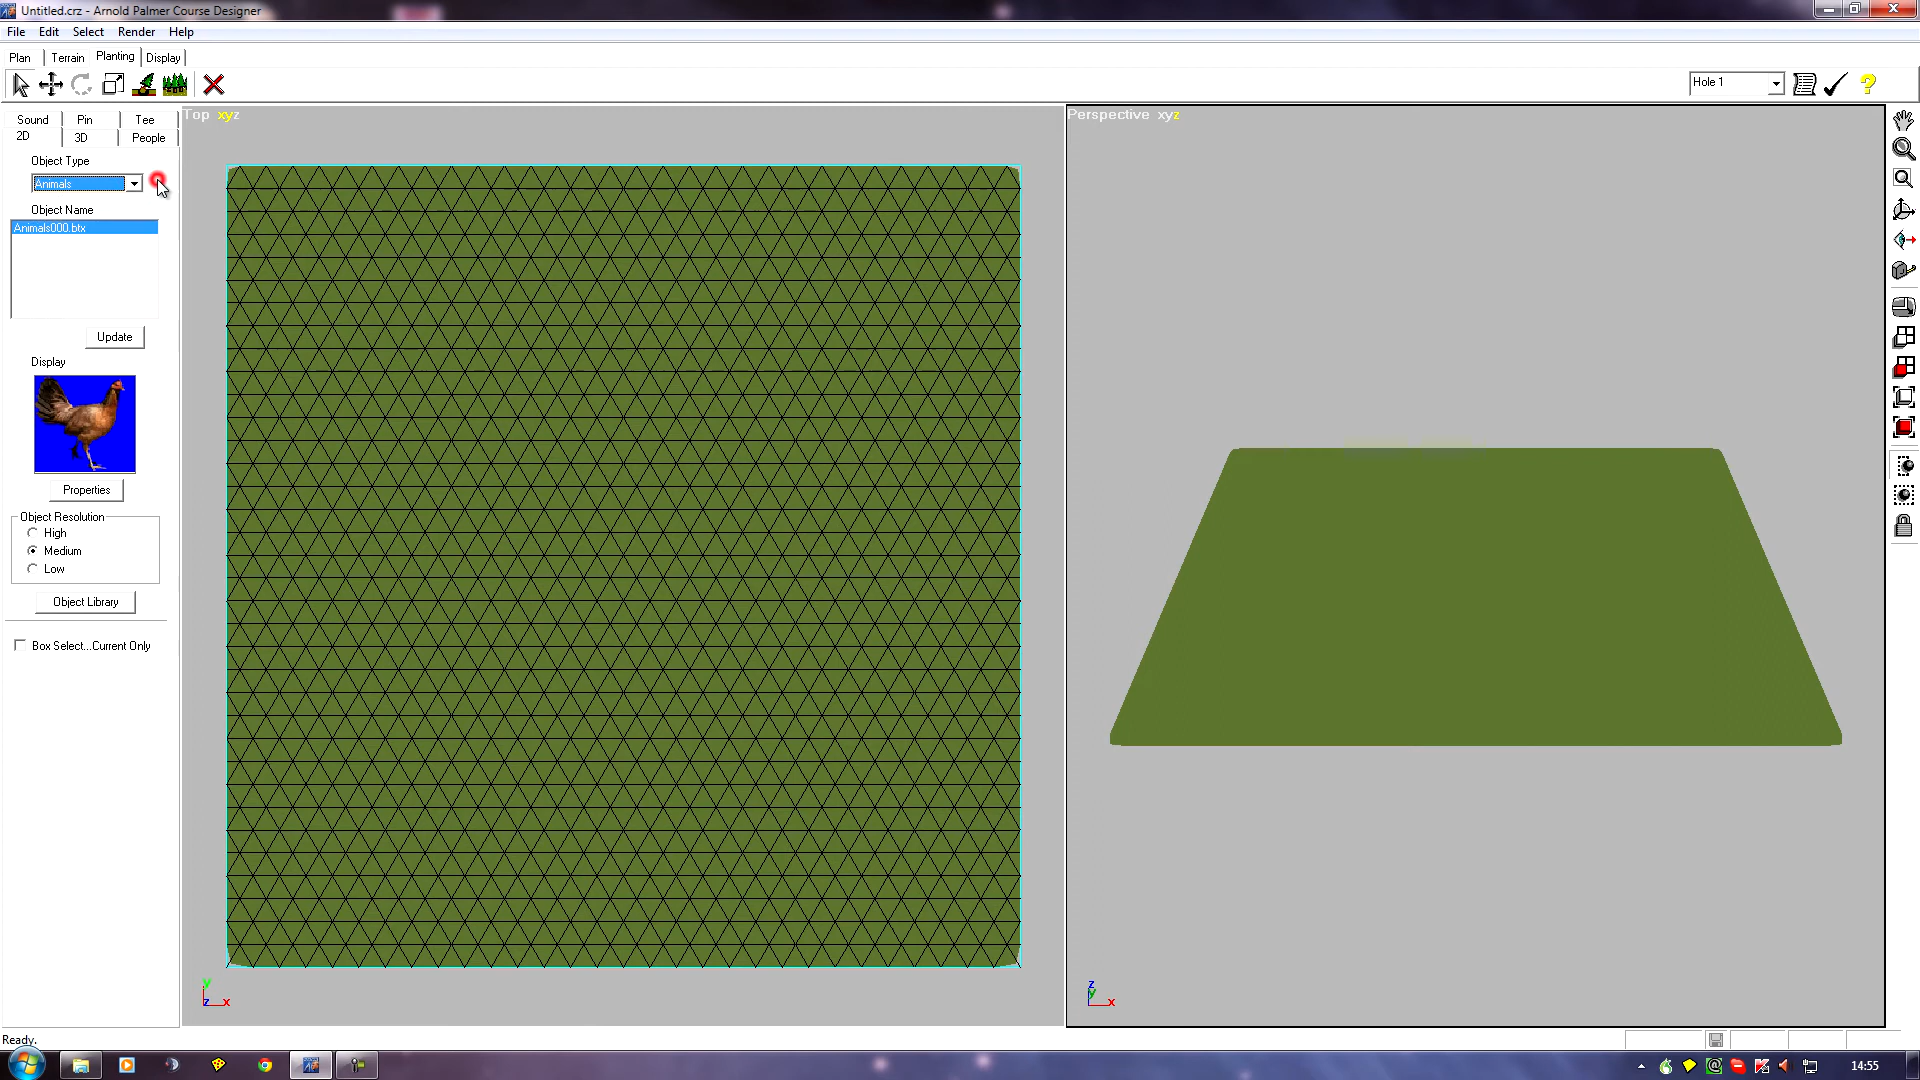 Untitled.crz - Arnold Palmer Course Designer
File Edit Select Render Help
Plan Terrain Planting Display
Hole 1
Sound Pin Tee
2D 3D People
Object Type
Animals
Object Name
Animals000.btx
Update
Display
Properties
Object Resolution
High
Medium
Low
Object Library
Box Select...Current Only
Top xyz
y
z x
Perspective xyz
z
y
x
Ready.
14:55